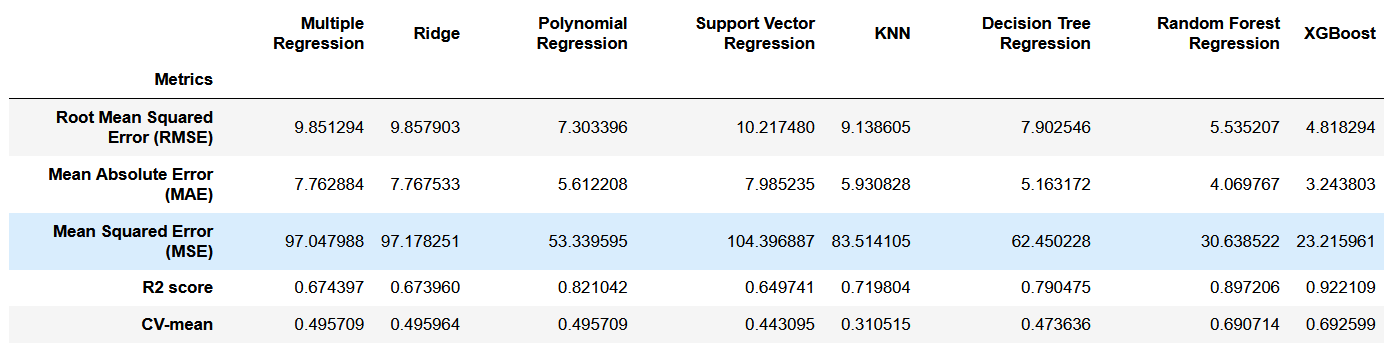 Multiple Regression Ridge Polynomial Regression Support Vector Regression KNN Decision Tree Regression Random Forest Regression XGBoost
Metrics
Root Mean Squared Error (RMSE) 9.851294 9.857903 7.303396 10.217480 9.138605 7.902546 5.535207 4.818294
Mean Absolute Error (MAE) 7.762884 7.767533 5.612208 7.985235 5.930828 5.163172 4.069767 3.243803
Mean Squared Error (MSE) 97.047988 97.178251 53.339595 104.396887 83.514105 62.450228 30.638522 23.215961
R2 score 0.674397 0.673960 0.821042 0.649741 0.719804 0.790475 0.897206 0.922109
CV-mean 0.495709 0.495964 0.495709 0.443095 0.310515 0.473636 0.690714 0.692599